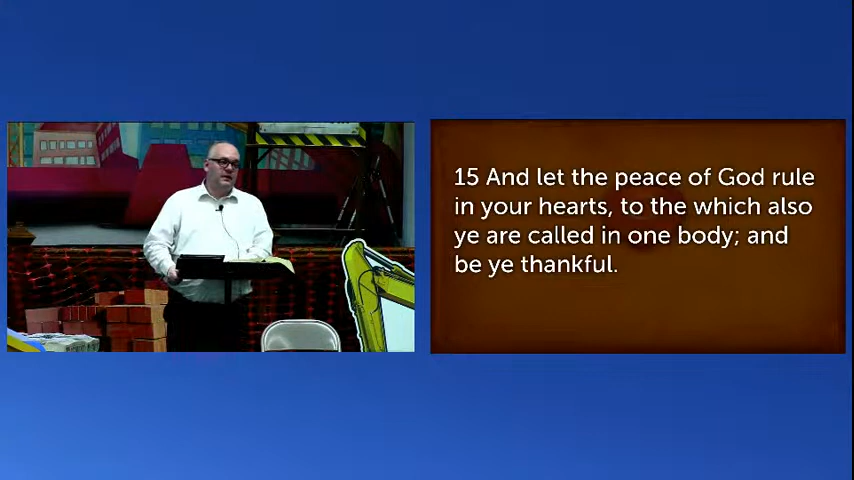 15 And let the peace of God rule
in your hearts, to the which also
ye are called in one body; and
be ye thankful.